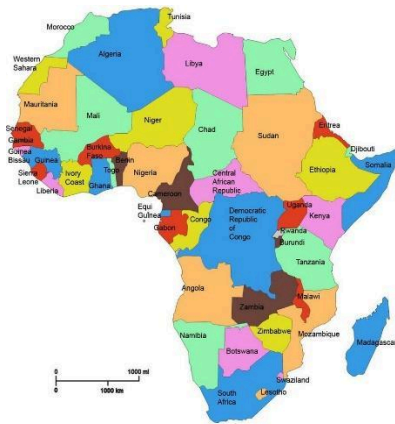 Tunisia
Morocco
Algeria
Libya
Egypt
Western
Sahara
Mauritania
Mali
Niger
Chad
Sudan
Eritrea
Djibouti
Senegal
Gambia
Guinea
Bissau
Guinea
Sierra
Leone
Liberia
Ivory
Coast
Burkina
Faso
Ghana
Togo
Benin
Nigeria
Cameroon
Central
African
Republic
Ethiopia
Somalia
Equi
Guinea
Gabon
Congo
Democratic
Republic
of
Congo
Uganda
Kenya
Rwanda
Burundi
Tanzania
Angola
Zambia
Malawi
Mozambique
Zimbabwe
Namibia
Botswana
Madagascar
Swaziland
South
Africa
Lesotho
0 1000 mi
0 1000 km